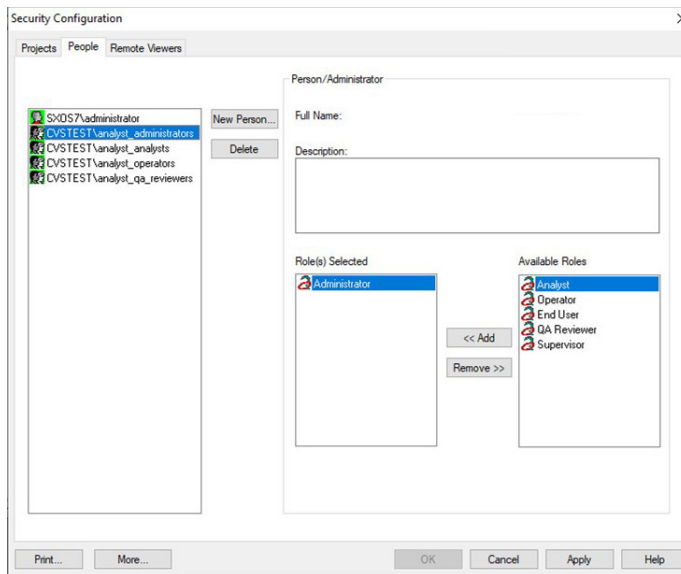 Security Configuration
Projects People Remote Viewers
Person/Administrator
SXOS7\administrator
CVSTEST\analyst_administrators
CVSTEST\analyst_analysts
CVSTEST\analyst_operators
CVSTEST\analyst_qa_reviewers
New Person...
Delete
Full Name:
Description:
Role(s) Selected
Administrator
<< Add
Remove >>
Available Roles
Analyst
Operator
End User
QA Reviewer
Supervisor
Print... More... OK Cancel Apply Help